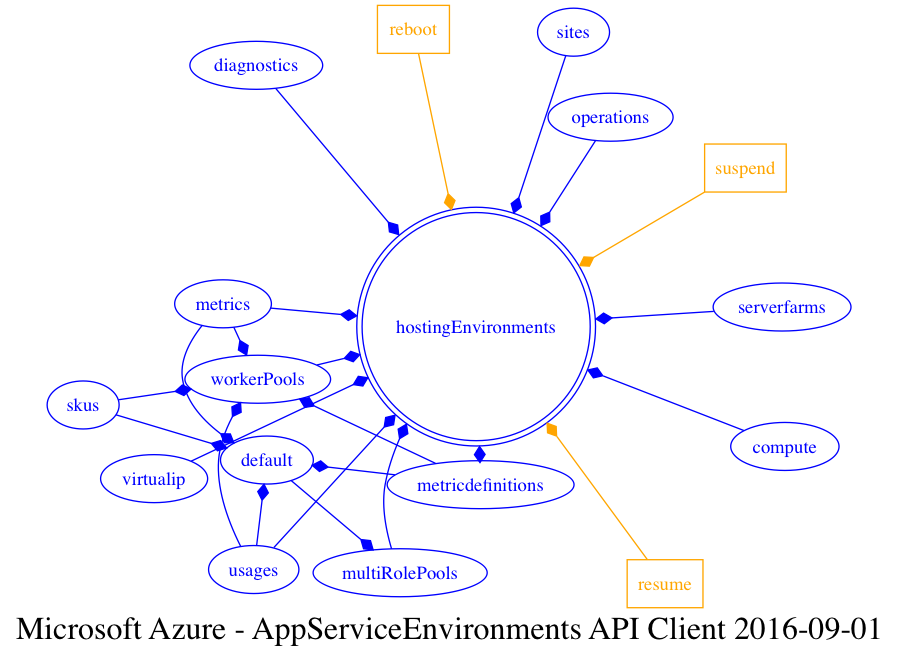 reboot
sites
diagnostics
operations
suspend
metrics
serverfarms
hostingEnvironments
workerPools
skus
compute
default
virtualip
metricdefinitions
usages
multiRolePools
resume
Microsoft Azure - AppServiceEnvironments API Client 2016-09-01